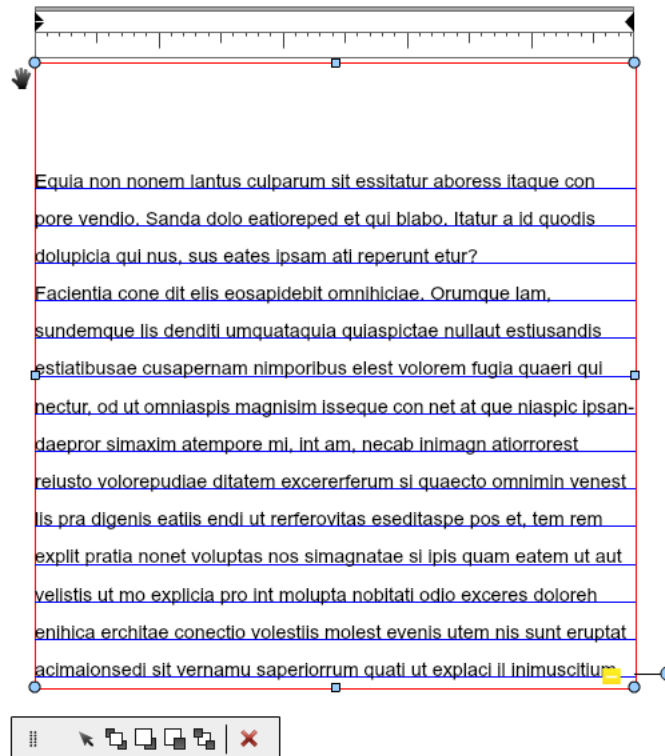 Equia non nonem lantus culparum sit essitatur aboress itaque con
pore vendio. Sanda dolo eatioreped et qui blabo. Itatur a id quodis
dolupicia qui nus, sus eates ipsam ati reperunt etur?
Facientia cone dit elis eosapidebit omnihiciae. Orumque lam,
sundemque lis denditi umquataquia quiaspictae nullaut estiusandis
estiatibusae cusapernam nimporibus elest volorem fugia quaeri qui
nectur, od ut omniaspis magnisim isseque con net at que niaspic ipsan-
daepror simaxim atempore mi, int am, necab inimagn atiorrorest
reiusto volorepudiae ditatem excererferum si quaecto omnimin venest
lis pra digenis eatiis endi ut rerferovitas eseditaspe pos et, tem rem
explit pratia nonet voluptas nos simagnatae si ipis quam eatem ut aut
velistis ut mo explicia pro int molupta nobitati odio exceres doloreh
enihica erchitae conectio volestiis molest evenis utem nis sunt eruptat
acimaionsedi sit vernamu saperiorrum quati ut explaci il inimuscitium